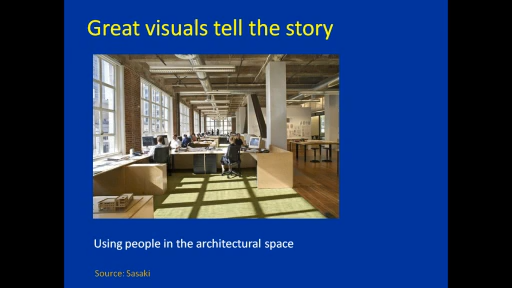 Great visuals tell the story
Using people in the architectural space
Source: Sasaki